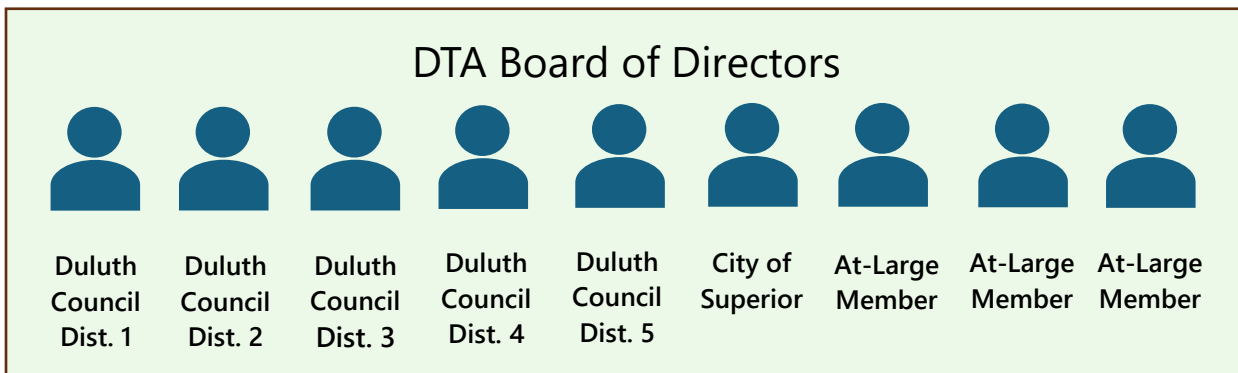 DTA Board of Directors
Duluth
Council
Dist. 1
Duluth
Council
Dist. 2
Duluth
Council
Dist. 3
Duluth
Council
Dist. 4
Duluth
Council
Dist. 5
City of
Superior
At-Large
Member
At-Large
Member
At-Large
Member